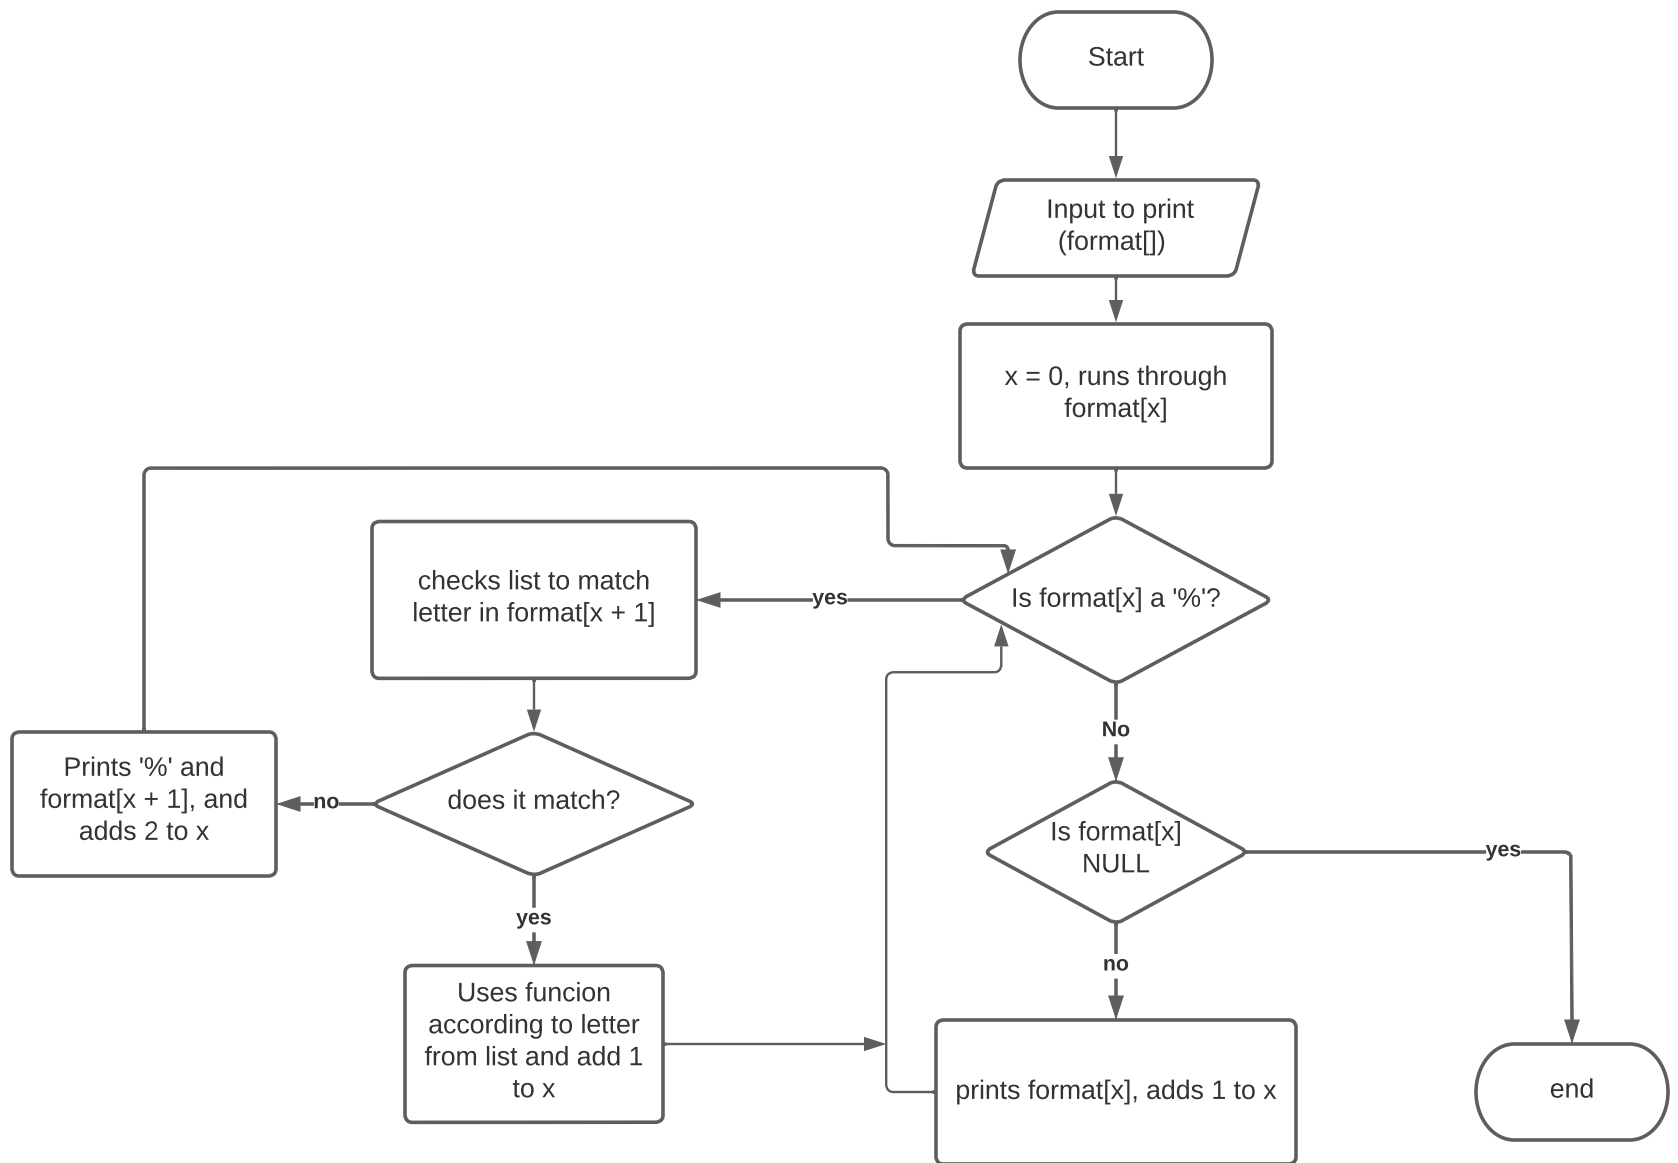 Start
Input to print
(format[])
x = 0, runs through
format[x]
Is format[x] a '%'?
yes
checks list to match
letter in format[x + 1]
No
does it match?
no
Prints '%' and
format[x + 1], and
adds 2 to x
yes
Uses funcion
according to letter
from list and add 1
to x
Is format[x]
NULL
yes
no
prints format[x], adds 1 to x
end